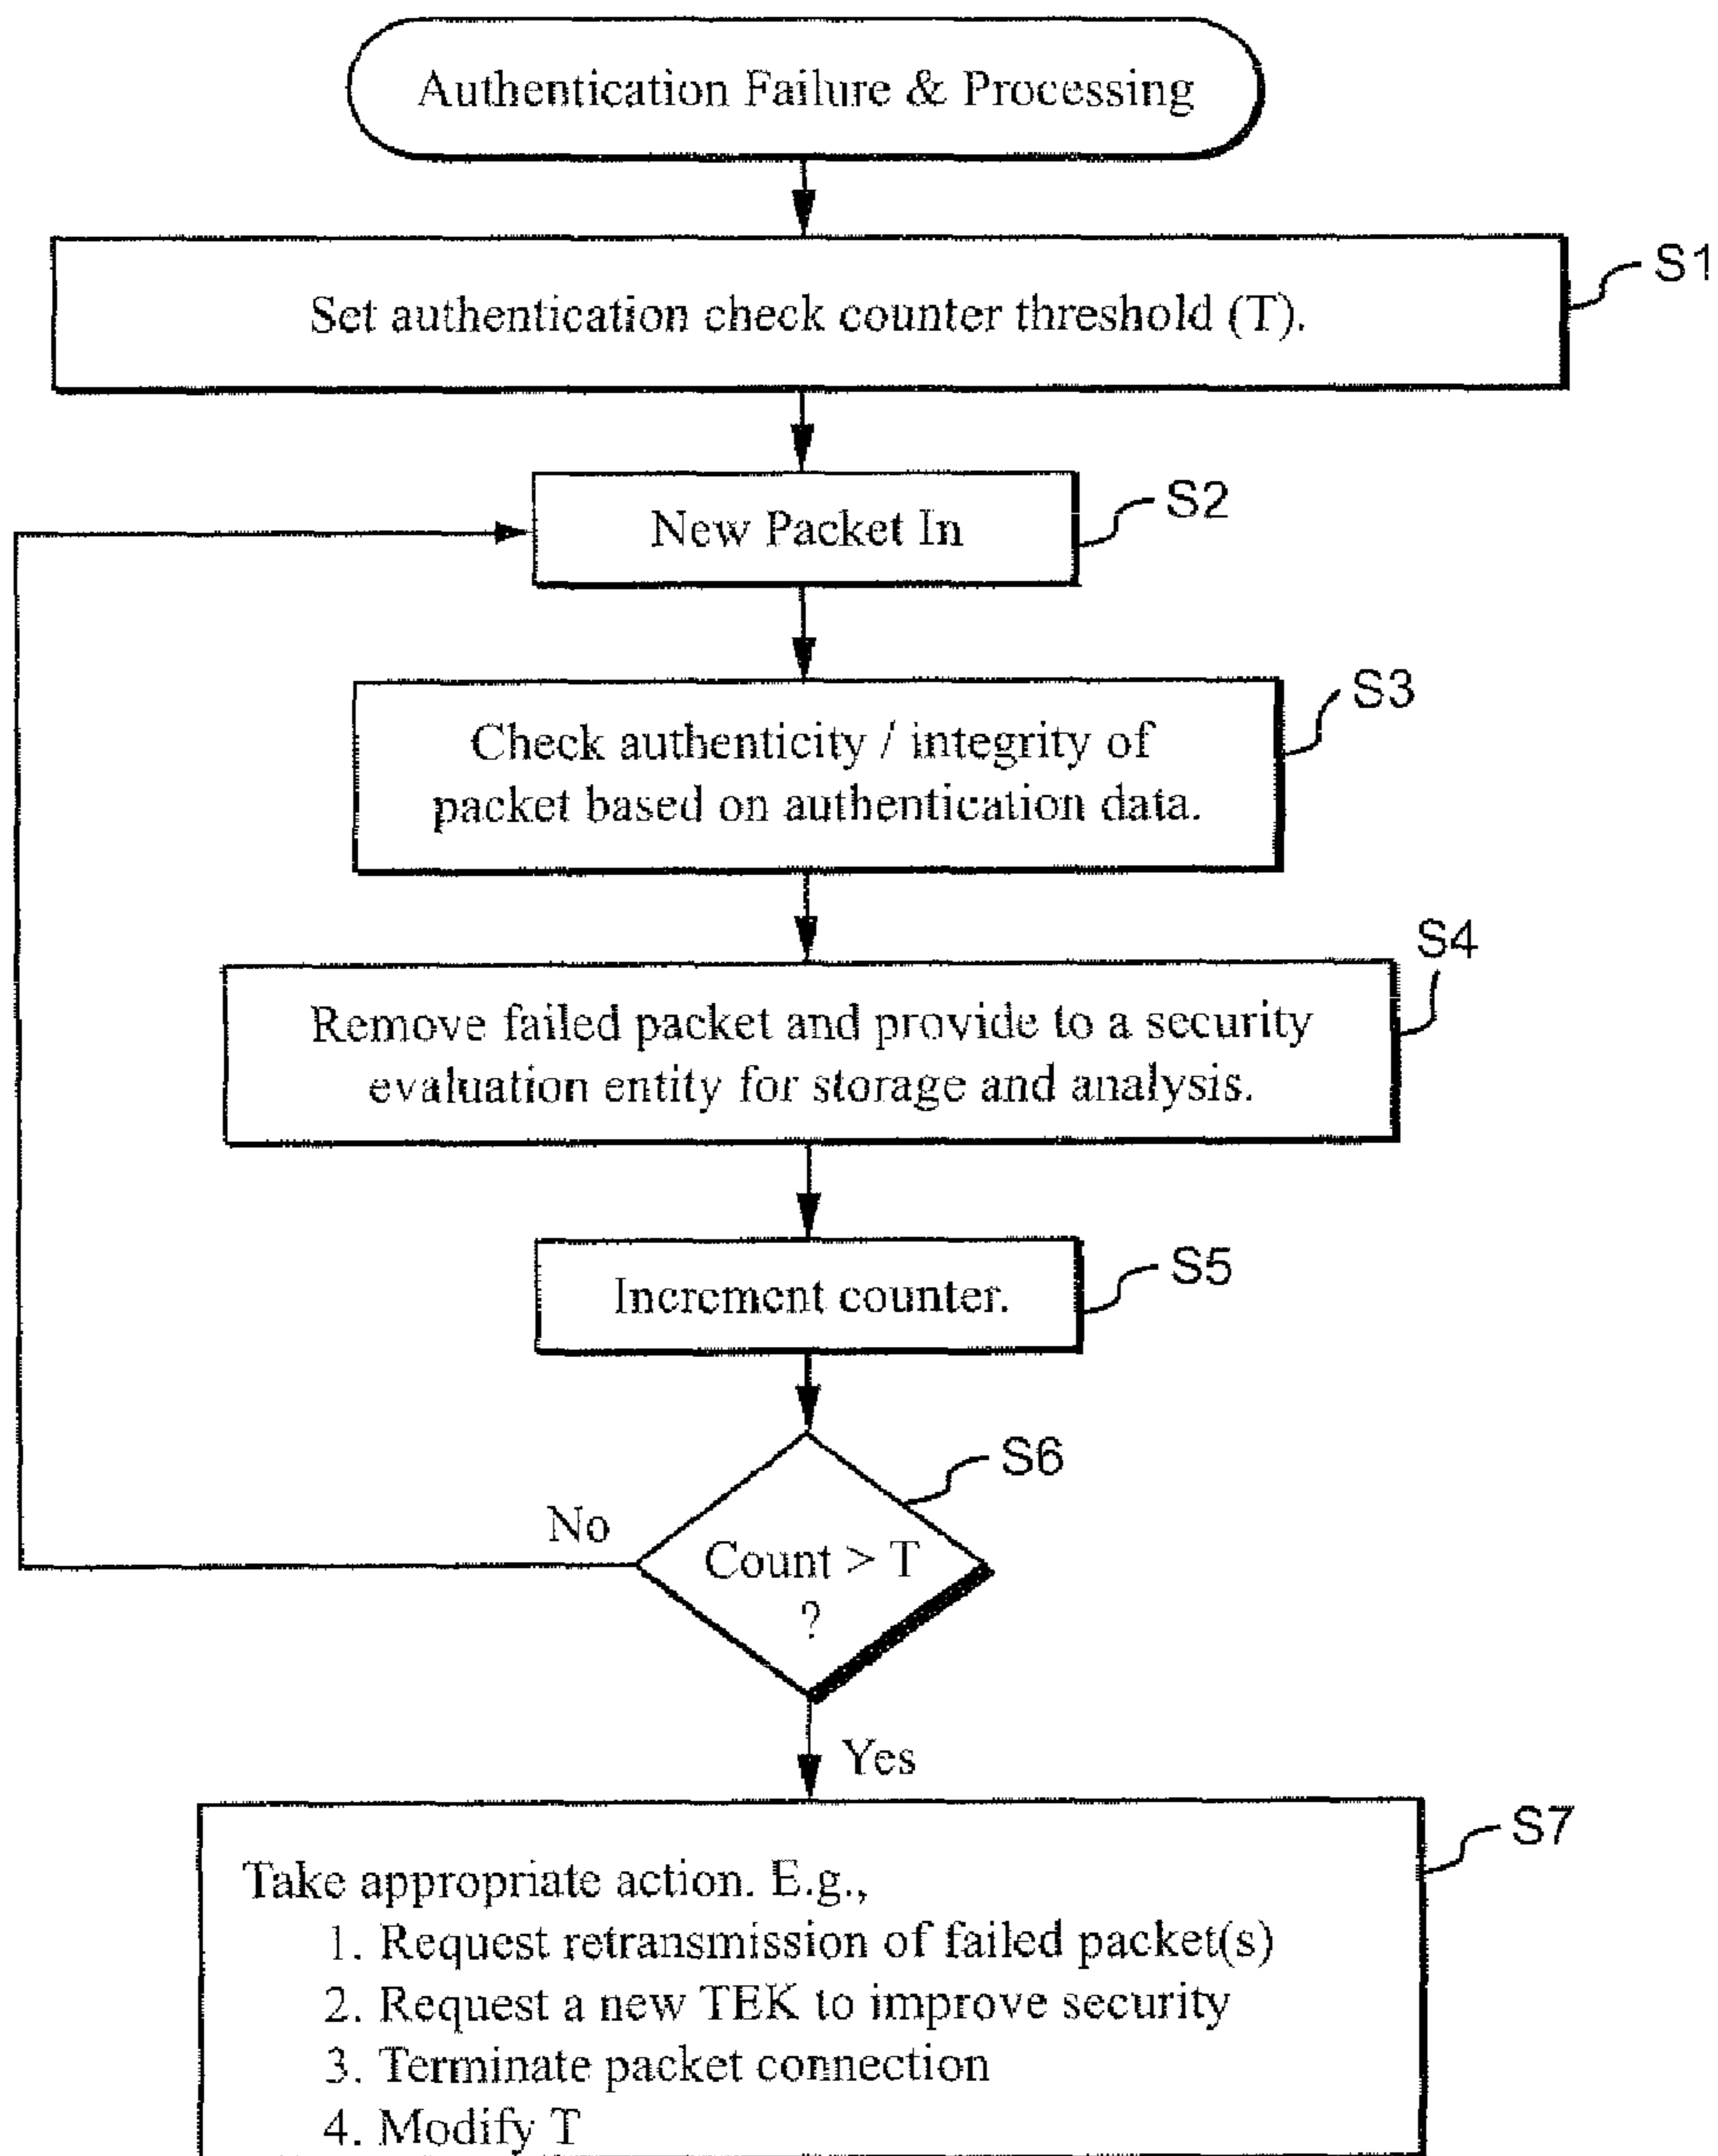 Authentication Failure & Processing
S1
Set authentication check counter threshold (T).
S2
New Packet In
S3
Check authenticity / integrity of
packet based on authentication data.
S4
Remove failed packet and provide to a security
evaluation entity for storage and analysis.
S5
Increment counter.
S6
No
Count > T
?
Yes
S7
Take appropriate action. E.g.,
1. Request retransmission of failed packet(s)
2. Request a new TEK to improve security
3. Terminate packet connection
4. Modify T